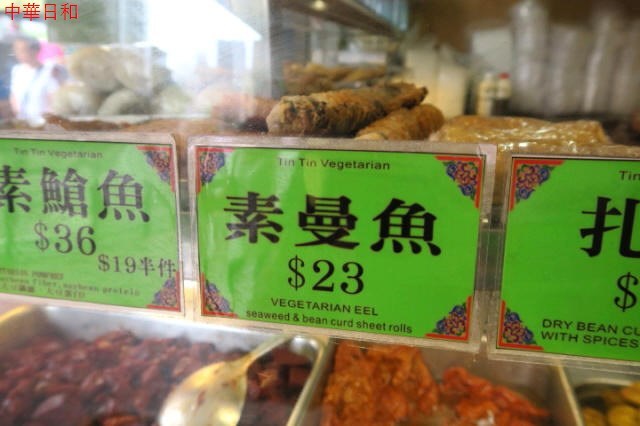 中華日和
素鯧魚
$36
$19半件
Tin Tin Vegetarian
素曼魚
$23
VEGETARIAN EEL
seaweed & bean curd sheet rolls
Tin
扎
$
DRY BEAN CU
WITH SPICES